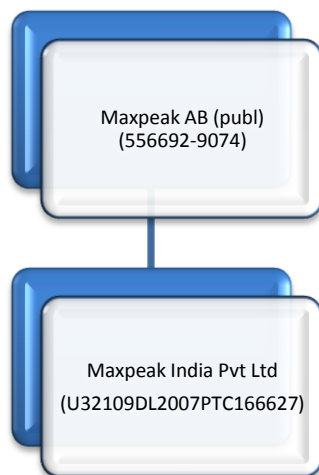 Maxpeak AB (publ)
(556692-9074)
Maxpeak India Pvt Ltd
(U32109DL2007PTC166627)